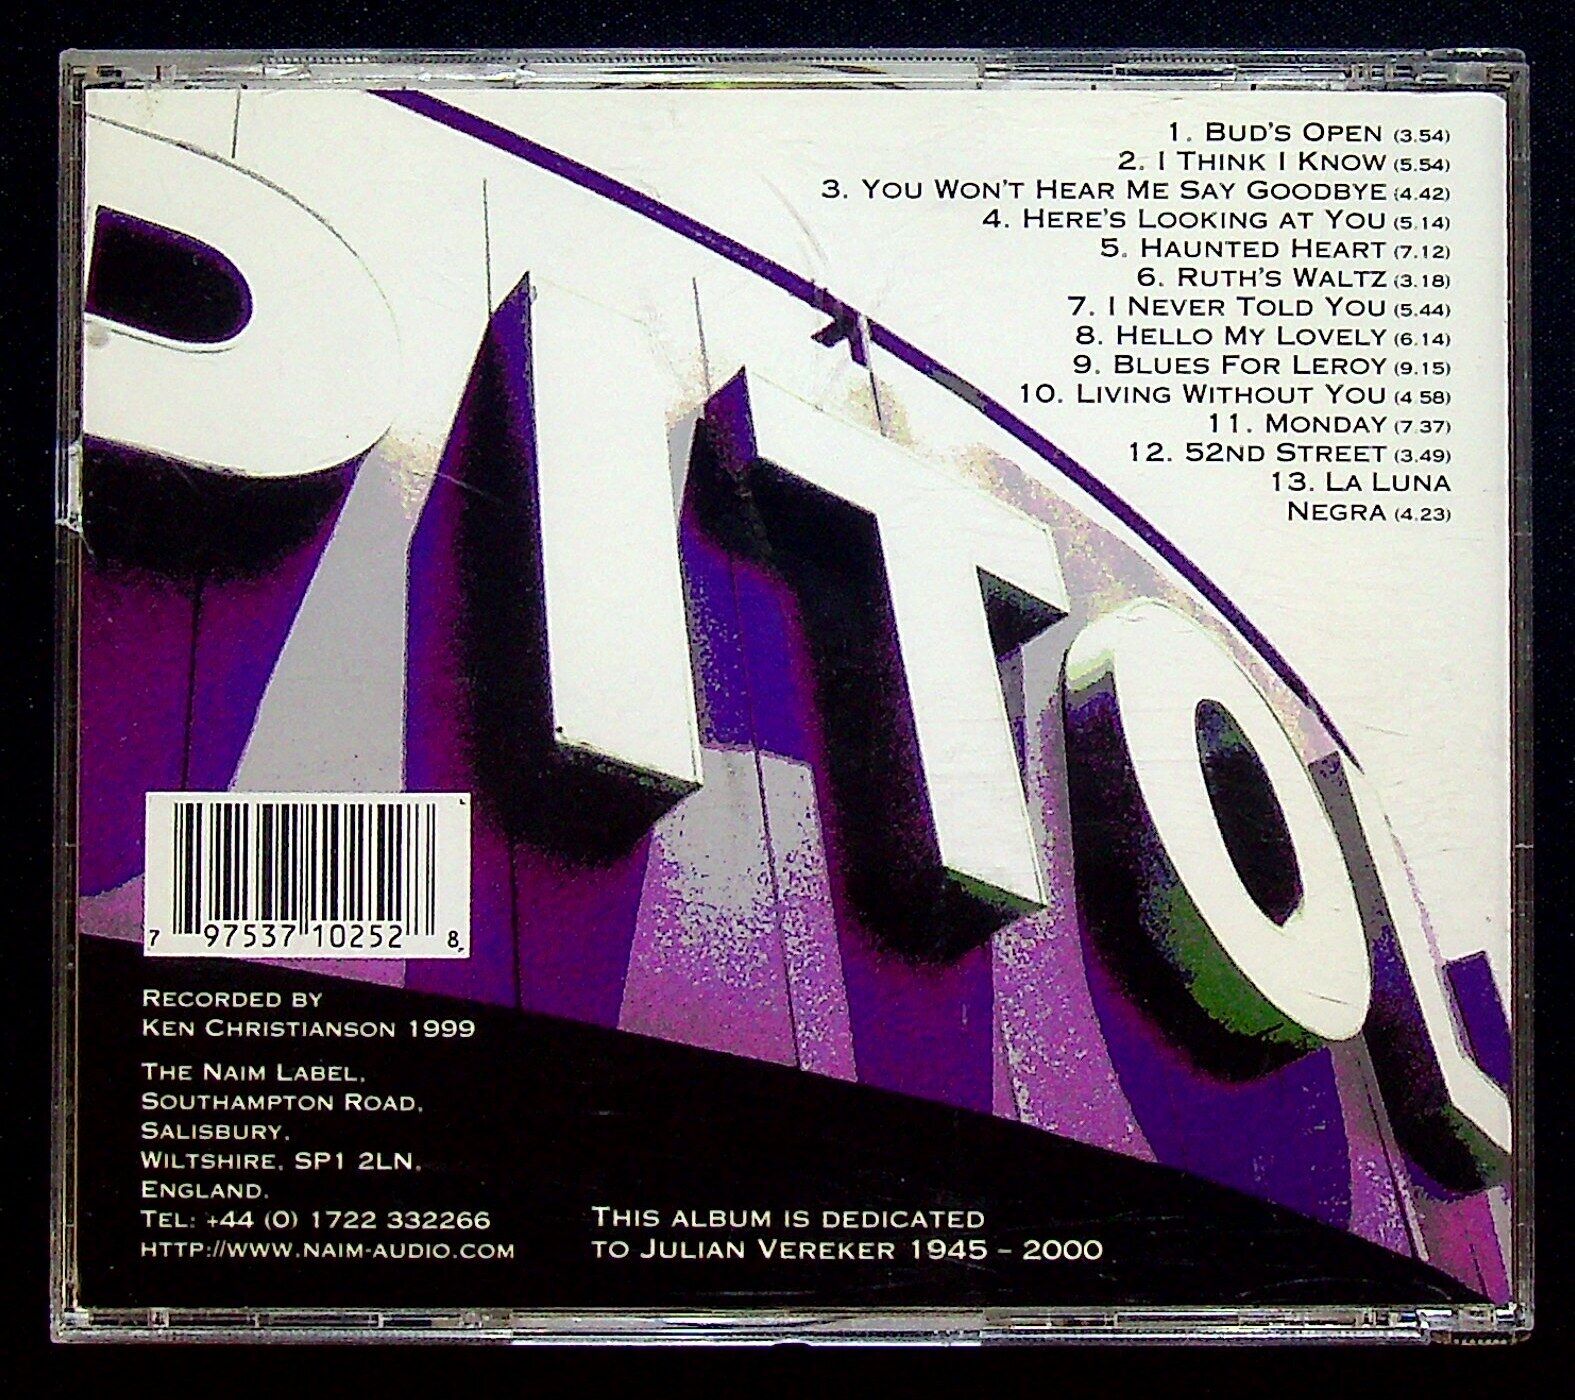 1. BUD'S OPEN (3.54)
2. I THINK I KNOW (5.54)
3. YOU WON'T HEAR ME SAY GOODBYE (4.42)
4. HERE'S LOOKING AT YOU (5.14)
5. HAUNTED HEART (7.12)
6. RUTH'S WALTZ (3.18)
7. I NEVER TOLD YOU (5.44)
8. HELLO MY LOVELY (6.14)
9. BLUES FOR LEROY (9.15)
10. LIVING WITHOUT YOU (4 58)
11. MONDAY (7 37)
12. 52ND STREET (3.49)
13. LA LUNA
NEGRA (4.23)
PITOL
7 97537 10252 8
RECORDED BY
KEN CHRISTIANSON 1999
THE NAIM LABEL,
SOUTHAMPTON ROAD,
SALISBURY,
WILTSHIRE, SP1 2LN,
ENGLAND.
TEL: +44 (0) 1722 332266
HTTP://WWW.NAIM-AUDIO.COM
THIS ALBUM IS DEDICATED
TO JULIAN VEREKER 1945 – 2000